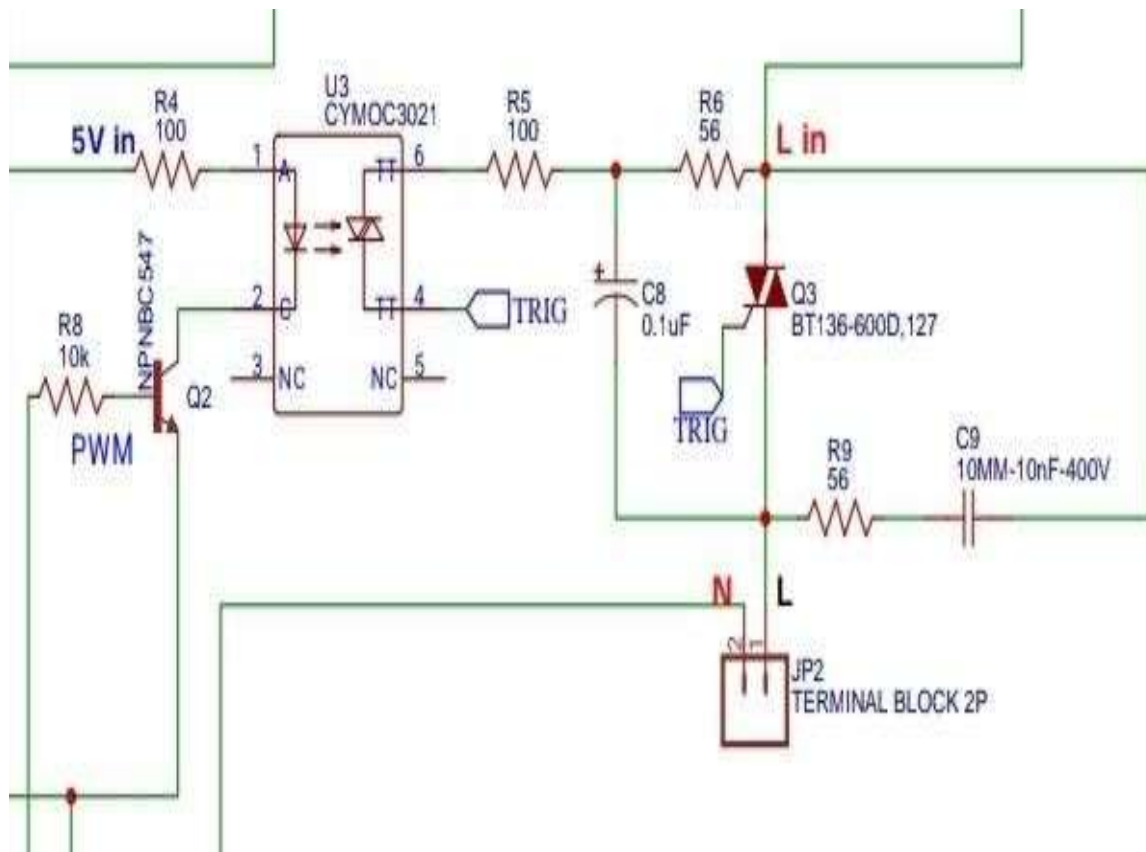 U3
CYMOC3021
R4
100
5V in
1
A
TT
6
R5
100
R6
56
L in
NPNBC547
2
C
TT
4
TRIG
C8
0.1uF
+
Q3
BT136-600D,127
R8
10k
3
NC
NC
5
Q2
TRIG
PWM
R9
56
C9
10MM-10nF-400V
N
L
2
1
JP2
TERMINAL BLOCK 2P